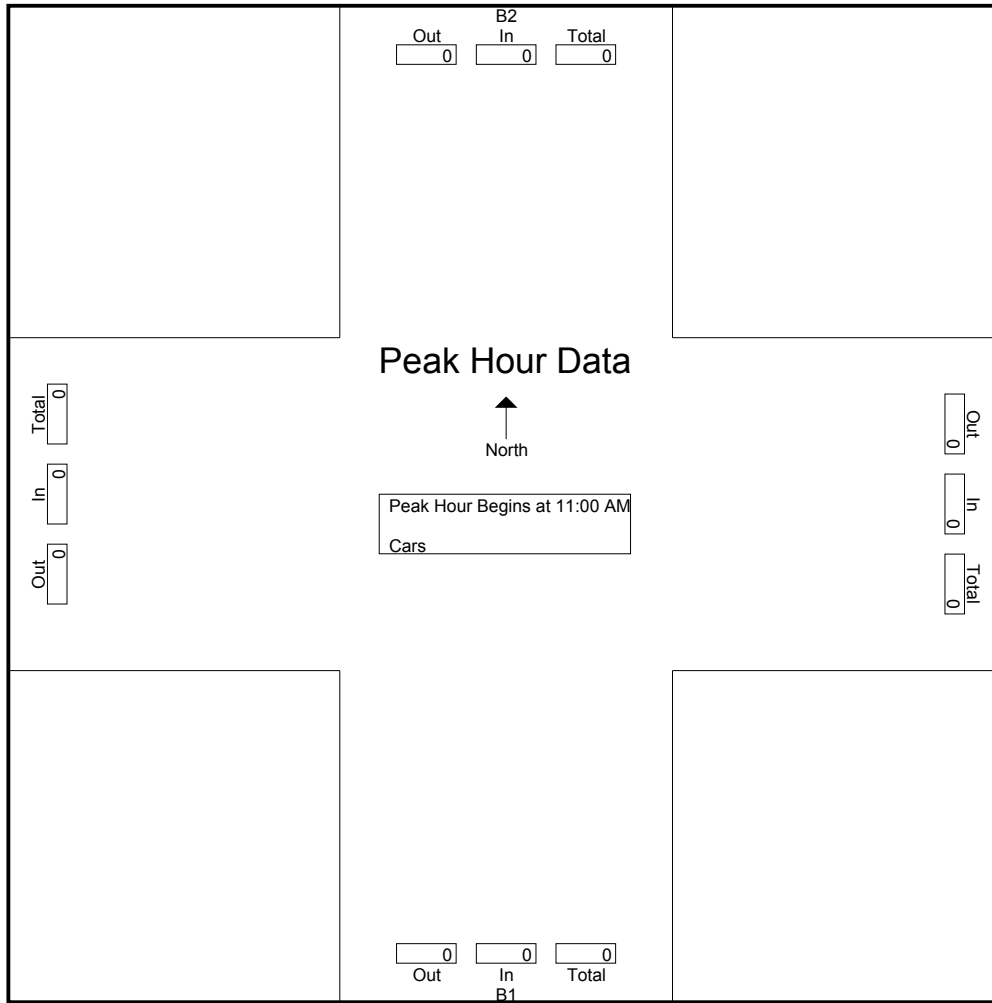 B2
Out In Total
0 0 0
Peak Hour Data
North
Peak Hour Begins at 11:00 AM
Cars
Total 0
In 0
Out 0
Out 0
In 0
Total 0
0 0 0
Out In Total
B1